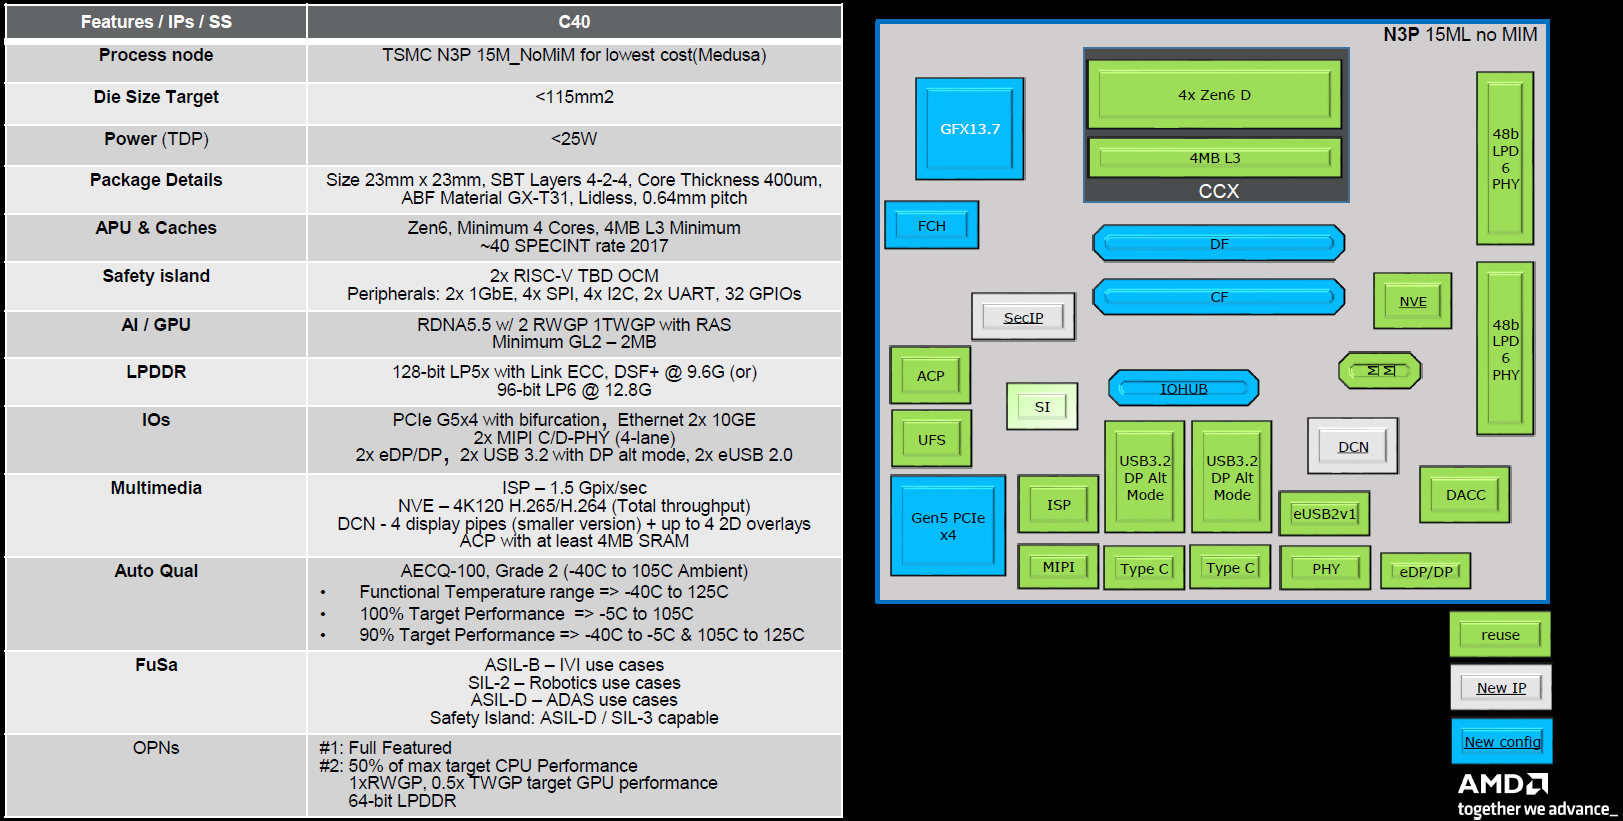 Features / IPs / SS
C40
Process node
TSMC N3P 15M_NoMiM for lowest cost(Medusa)
Die Size Target
<115mm2
Power (TDP)
<25W
Package Details
Size 23mm x 23mm, SBT Layers 4-2-4, Core Thickness 400um,
ABF Material GX-T31, Lidless, 0.64mm pitch
APU & Caches
Zen6, Minimum 4 Cores, 4MB L3 Minimum
~40 SPECINT rate 2017
Safety island
2x RISC-V TBD OCM
Peripherals: 2x 1GbE, 4x SPI, 4x I2C, 2x UART, 32 GPIOs
AI / GPU
RDNA5.5 w/ 2 RWGP 1TWGP with RAS
Minimum GL2 – 2MB
LPDDR
128-bit LP5x with Link ECC, DSF+ @ 9.6G (or)
96-bit LP6 @ 12.8G
IOs
PCIe G5x4 with bifurcation，Ethernet 2x 10GE
2x MIPI C/D-PHY (4-lane)
2x eDP/DP，2x USB 3.2 with DP alt mode, 2x eUSB 2.0
Multimedia
ISP – 1.5 Gpix/sec
NVE – 4K120 H.265/H.264 (Total throughput)
DCN - 4 display pipes (smaller version) + up to 4 2D overlays
ACP with at least 4MB SRAM
Auto Qual
AECQ-100, Grade 2 (-40C to 105C Ambient)
• Functional Temperature range => -40C to 125C
• 100% Target Performance => -5C to 105C
• 90% Target Performance => -40C to -5C & 105C to 125C
FuSa
ASIL-B – IVI use cases
SIL-2 – Robotics use cases
ASIL-D – ADAS use cases
Safety Island: ASIL-D / SIL-3 capable
OPNs
#1: Full Featured
#2: 50% of max target CPU Performance
1xRWGP, 0.5x TWGP target GPU performance
64-bit LPDDR
N3P 15ML no MIM
GFX13.7
4x Zen6 D
4MB L3
CCX
48b
LPD
6
PHY
FCH
DF
CF
NVE
SecIP
48b
LPD
6
PHY
ACP
SI
IOHUB
MM
UFS
DCN
USB3.2
DP Alt
Mode
USB3.2
DP Alt
Mode
Gen5 PCIe
x4
ISP
eUSB2v1
DACC
MIPI
Type C
Type C
PHY
eDP/DP
reuse
New IP
New config
AMD
together we advance_